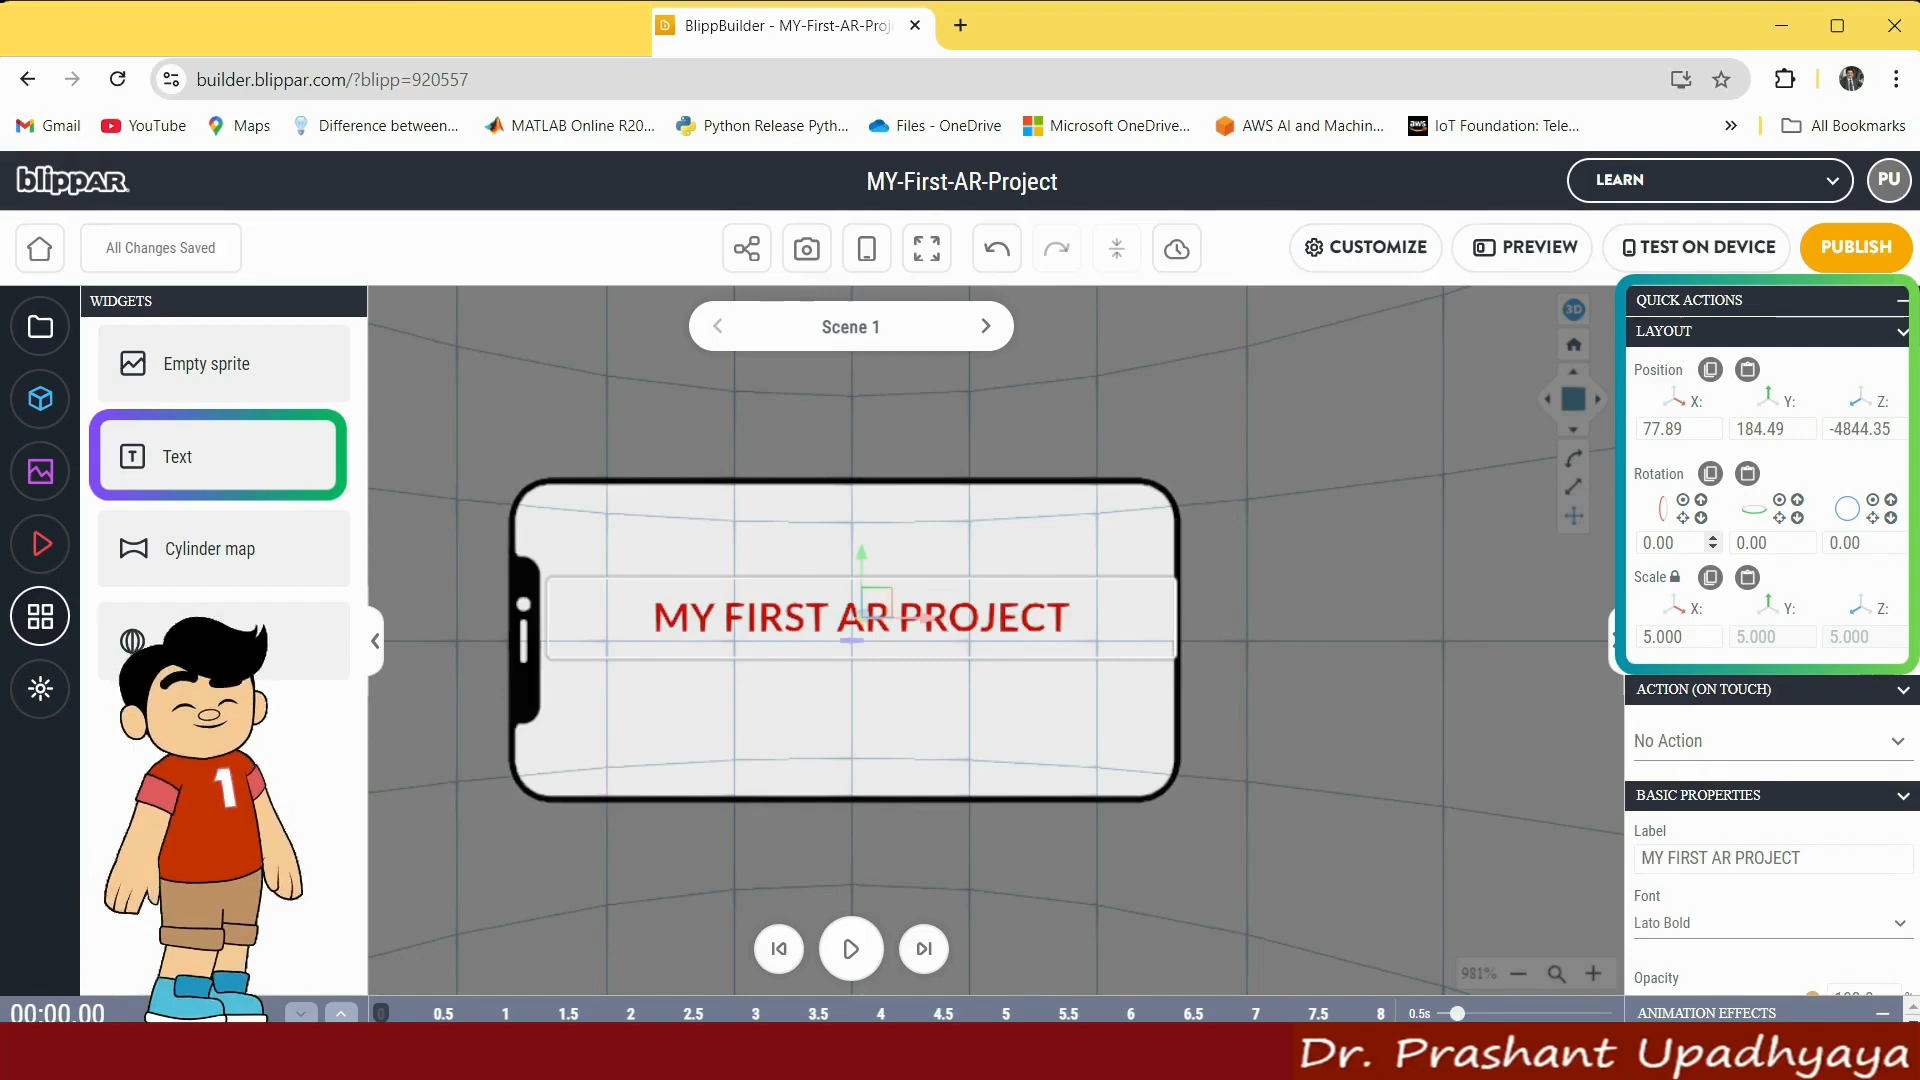 BlippBuilder - MY-First-AR-Proj
builder.blippar.com/?blipp=920557
Gmail
YouTube
Maps
Difference between...
MATLAB Online R20...
Python Release Pyth...
Files - OneDrive
Microsoft OneDrive...
AWS AI and Machin...
aws
IoT Foundation: Tele...
All Bookmarks
blippAR
MY-First-AR-Project
LEARN
PU
All Changes Saved
CUSTOMIZE
PREVIEW
TEST ON DEVICE
PUBLISH
WIDGETS
Empty sprite
Text
Cylinder map
Scene 1
3D
MY FIRST AR PROJECT
981%
QUICK ACTIONS
LAYOUT
Position
X: Y: Z:
77.89 184.49 -4844.35
Rotation
0.00 0.00 0.00
Scale
X: Y: Z:
5.000 5.000 5.000
ACTION (ON TOUCH)
No Action
BASIC PROPERTIES
Label
MY FIRST AR PROJECT
Font
Lato Bold
Opacity
ANIMATION EFFECTS
1
00:00.00
0 0.5 1 1.5 2 2.5 3 3.5 4 4.5 5 5.5 6 6.5 7 7.5 8 0.5s
Dr. Prashant Upadhyaya